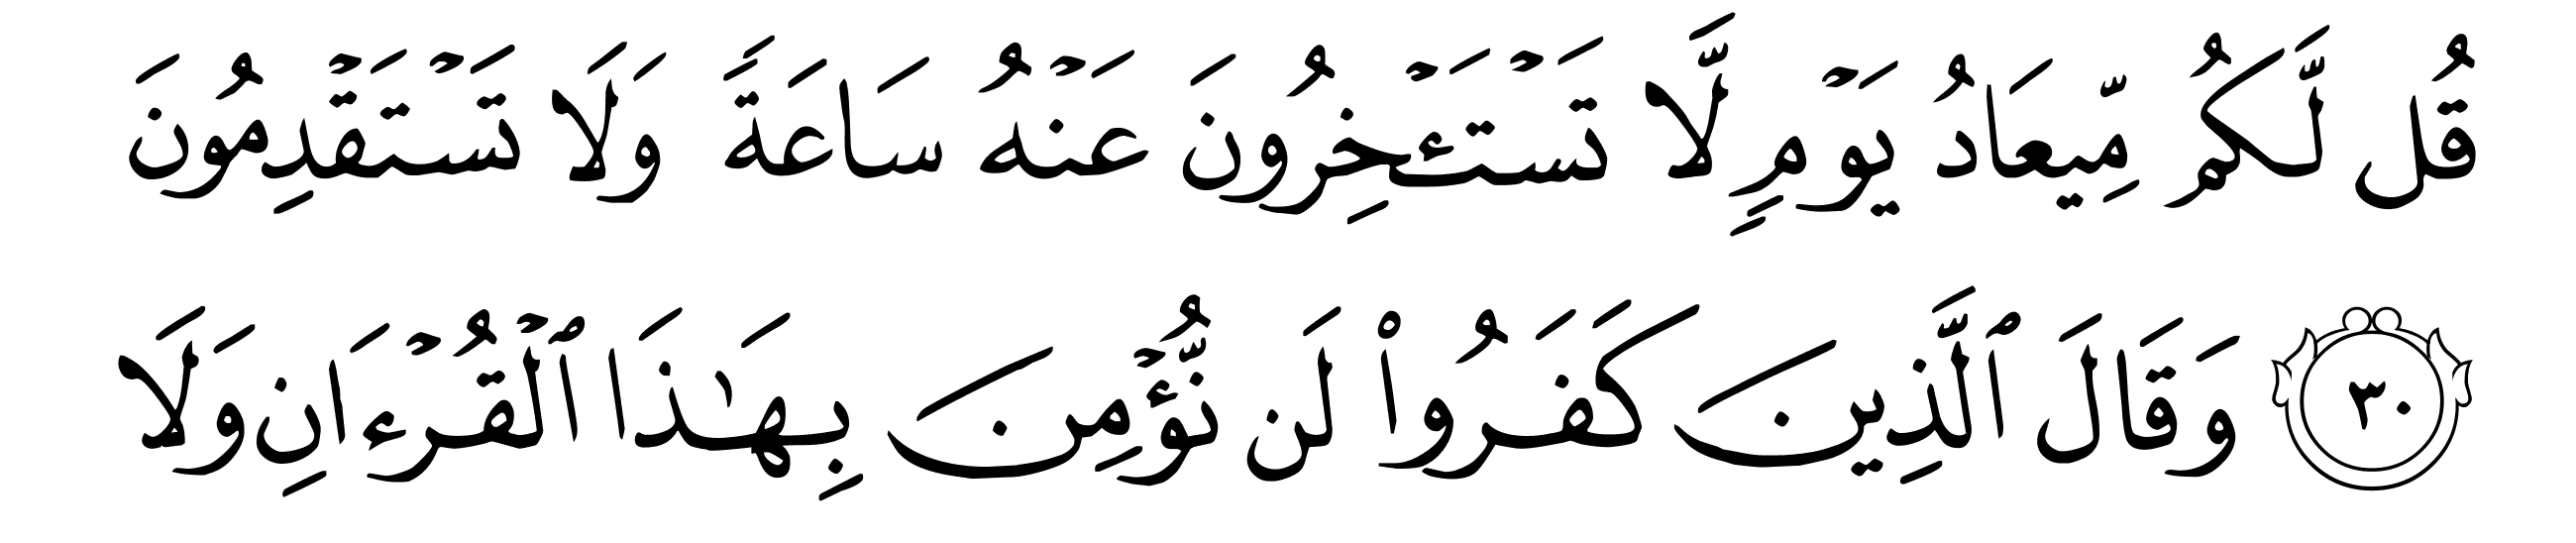 قُل لَّكُم مِّيعَادُ يَوۡمٖ لَّا تَسۡتَـٔۡخِرُونَ عَنۡهُ سَاعَةٗ وَلَا تَسۡتَقۡدِمُونَ
٣٠ وَقَالَ ٱلَّذِينَ كَفَرُواْ لَن نُّؤۡمِنَ بِهَٰذَا ٱلۡقُرۡءَانِ وَلَا